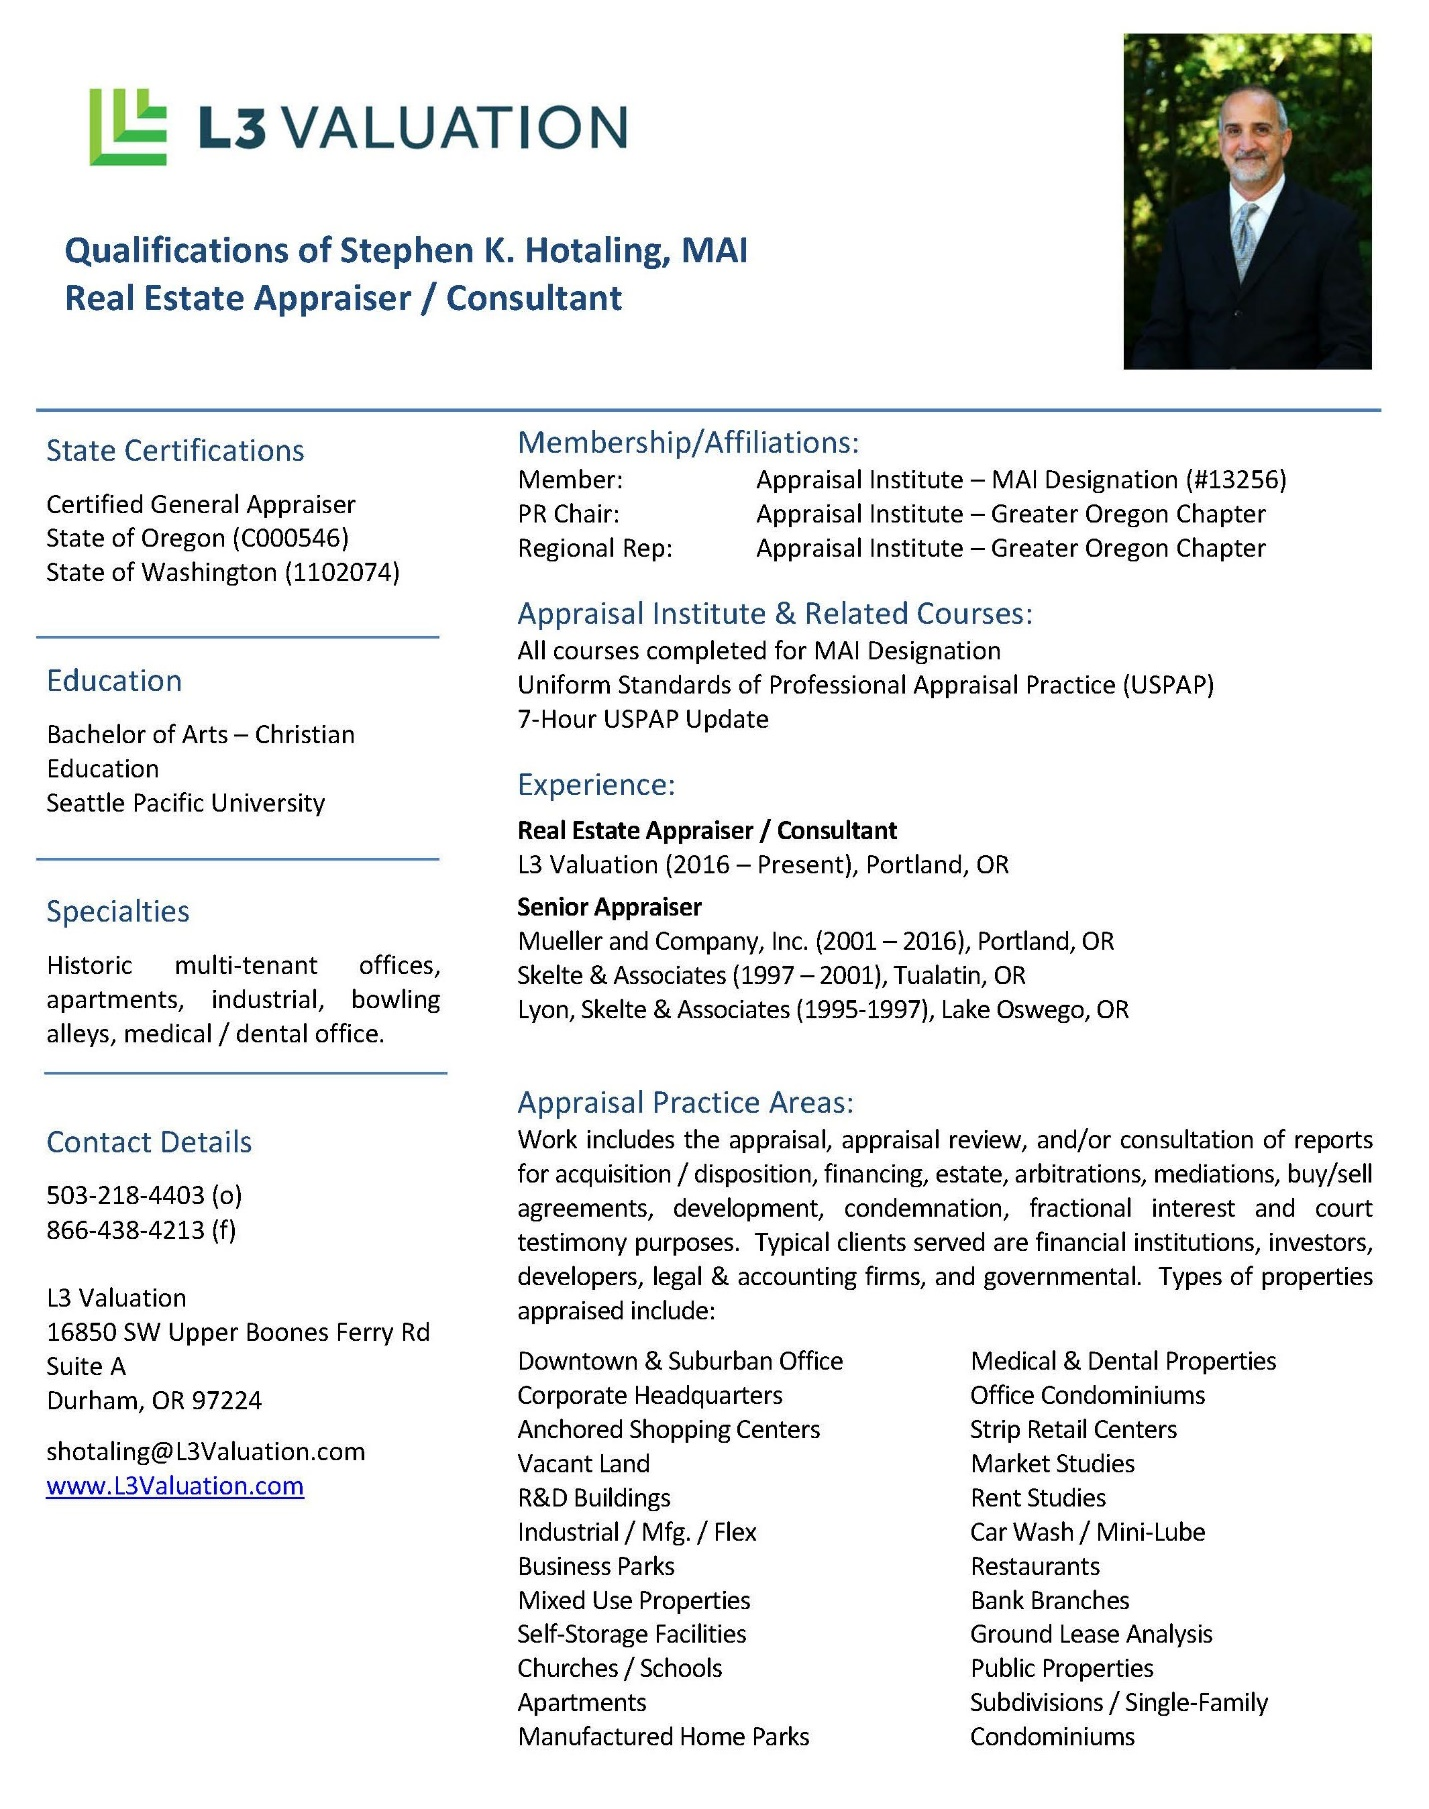 L3 VALUATION
Qualifications of Stephen K. Hotaling, MAI
Real Estate Appraiser / Consultant
State Certifications
Certified General Appraiser
State of Oregon (C000546)
State of Washington (1102074)
Education
Bachelor of Arts – Christian
Education
Seattle Pacific University
Specialties
Historic multi-tenant offices,
apartments, industrial, bowling
alleys, medical / dental office.
Contact Details
503-218-4403 (o)
866-438-4213 (f)
L3 Valuation
16850 SW Upper Boones Ferry Rd
Suite A
Durham, OR 97224
shotaling@L3Valuation.com
www.L3Valuation.com
Membership/Affiliations:
Member: Appraisal Institute – MAI Designation (#13256)
PR Chair: Appraisal Institute – Greater Oregon Chapter
Regional Rep: Appraisal Institute – Greater Oregon Chapter
Appraisal Institute & Related Courses:
All courses completed for MAI Designation
Uniform Standards of Professional Appraisal Practice (USPAP)
7-Hour USPAP Update
Experience:
Real Estate Appraiser / Consultant
L3 Valuation (2016 – Present), Portland, OR
Senior Appraiser
Mueller and Company, Inc. (2001 – 2016), Portland, OR
Skelte & Associates (1997 – 2001), Tualatin, OR
Lyon, Skelte & Associates (1995-1997), Lake Oswego, OR
Appraisal Practice Areas:
Work includes the appraisal, appraisal review, and/or consultation of reports
for acquisition / disposition, financing, estate, arbitrations, mediations, buy/sell
agreements, development, condemnation, fractional interest and court
testimony purposes. Typical clients served are financial institutions, investors,
developers, legal & accounting firms, and governmental. Types of properties
appraised include:
Downtown & Suburban Office
Corporate Headquarters
Anchored Shopping Centers
Vacant Land
R&D Buildings
Industrial / Mfg. / Flex
Business Parks
Mixed Use Properties
Self-Storage Facilities
Churches / Schools
Apartments
Manufactured Home Parks
Medical & Dental Properties
Office Condominiums
Strip Retail Centers
Market Studies
Rent Studies
Car Wash / Mini-Lube
Restaurants
Bank Branches
Ground Lease Analysis
Public Properties
Subdivisions / Single-Family
Condominiums